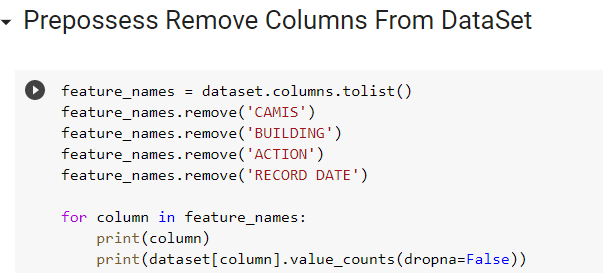 Prepossess Remove Columns From DataSet
feature_names = dataset.columns.tolist()
feature_names.remove('CAMIS')
feature_names.remove('BUILDING')
feature_names.remove('ACTION')
feature_names.remove('RECORD DATE')
for column in feature_names:
    print(column)
    print(dataset[column].value_counts(dropna=False))